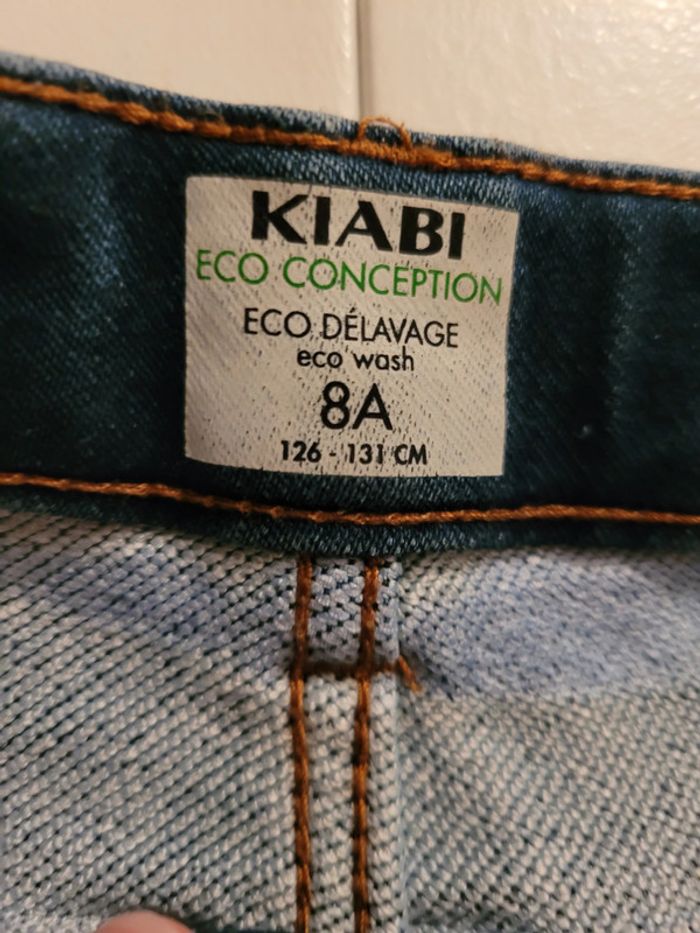 KIABI
ECO CONCEPTION
ECO DÉLAVAGE
eco wash
8A
126 - 131 CM